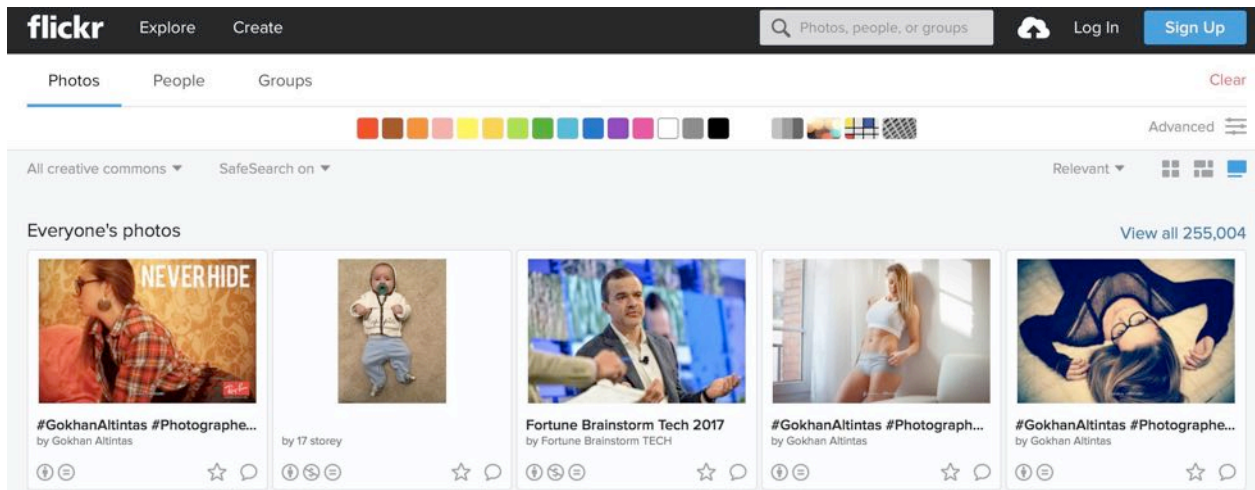 flickr Explore Create Photos, people, or groups Log In Sign Up
Photos People Groups Clear
Advanced
All creative commons SafeSearch on Relevant
Everyone's photos View all 255,004
NEVER HIDE
Ray-Ban
#GokhanAltintas #Photographe...
by Gokhan Altintas
by 17 storey
Fortune Brainstorm Tech 2017
by Fortune Brainstorm TECH
#GokhanAltintas #Photograph...
by Gokhan Altintas
#GokhanAltintas #Photographe...
by Gokhan Altintas